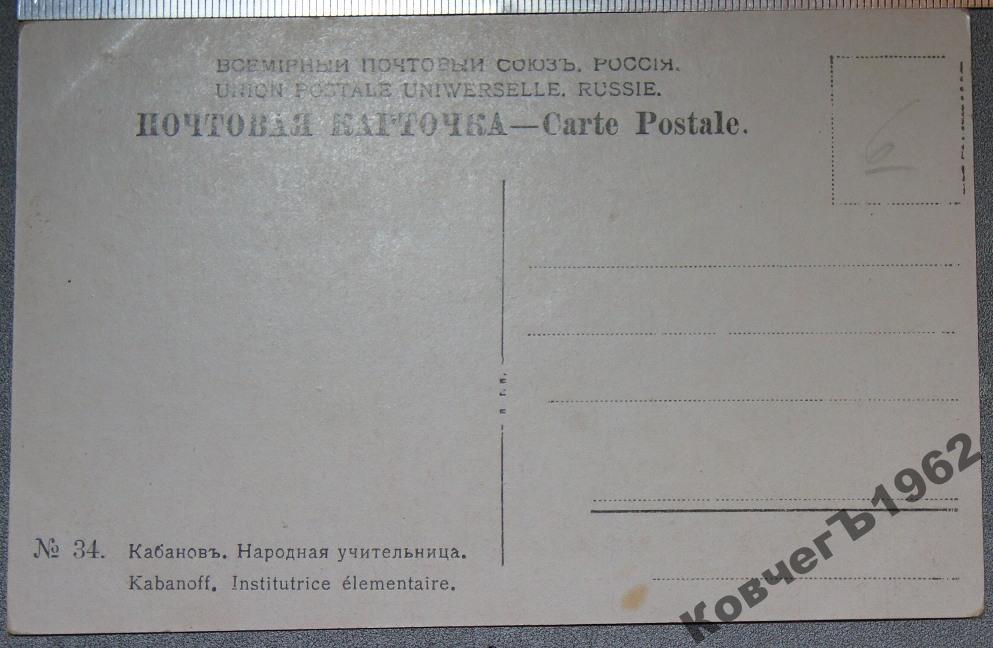 ВСЕМІРНЫЙ ПОЧТОВЫЙ СОЮЗЪ. РОССІЯ.
UNION POSTALE UNIWERSELLE. RUSSIE.
ПОЧТОВАЯ КАРТОЧКА—Carte Postale.
6
№ 34. Кабановъ. Народная учительница.
Kabanoff. Institutrice élementaire.
КовчегЪ1962